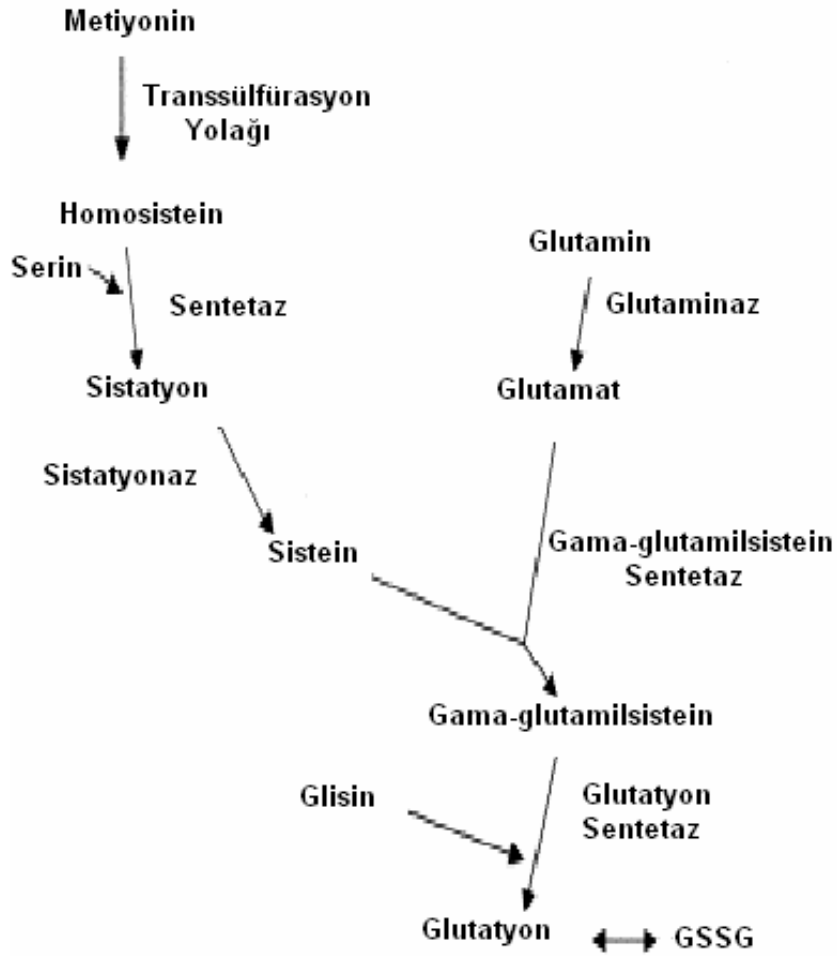 Metiyonin
Transsülfürasyon
Yolağı
Homosistein
Serin
Sentetaz
Sistatyon
Sistatyonaz
Sistein
Glutamin
Glutaminaz
Glutamat
Gama-glutamilsistein
Sentetaz
Gama-glutamilsistein
Glisin
Glutatyon
Sentetaz
Glutatyon
GSSG